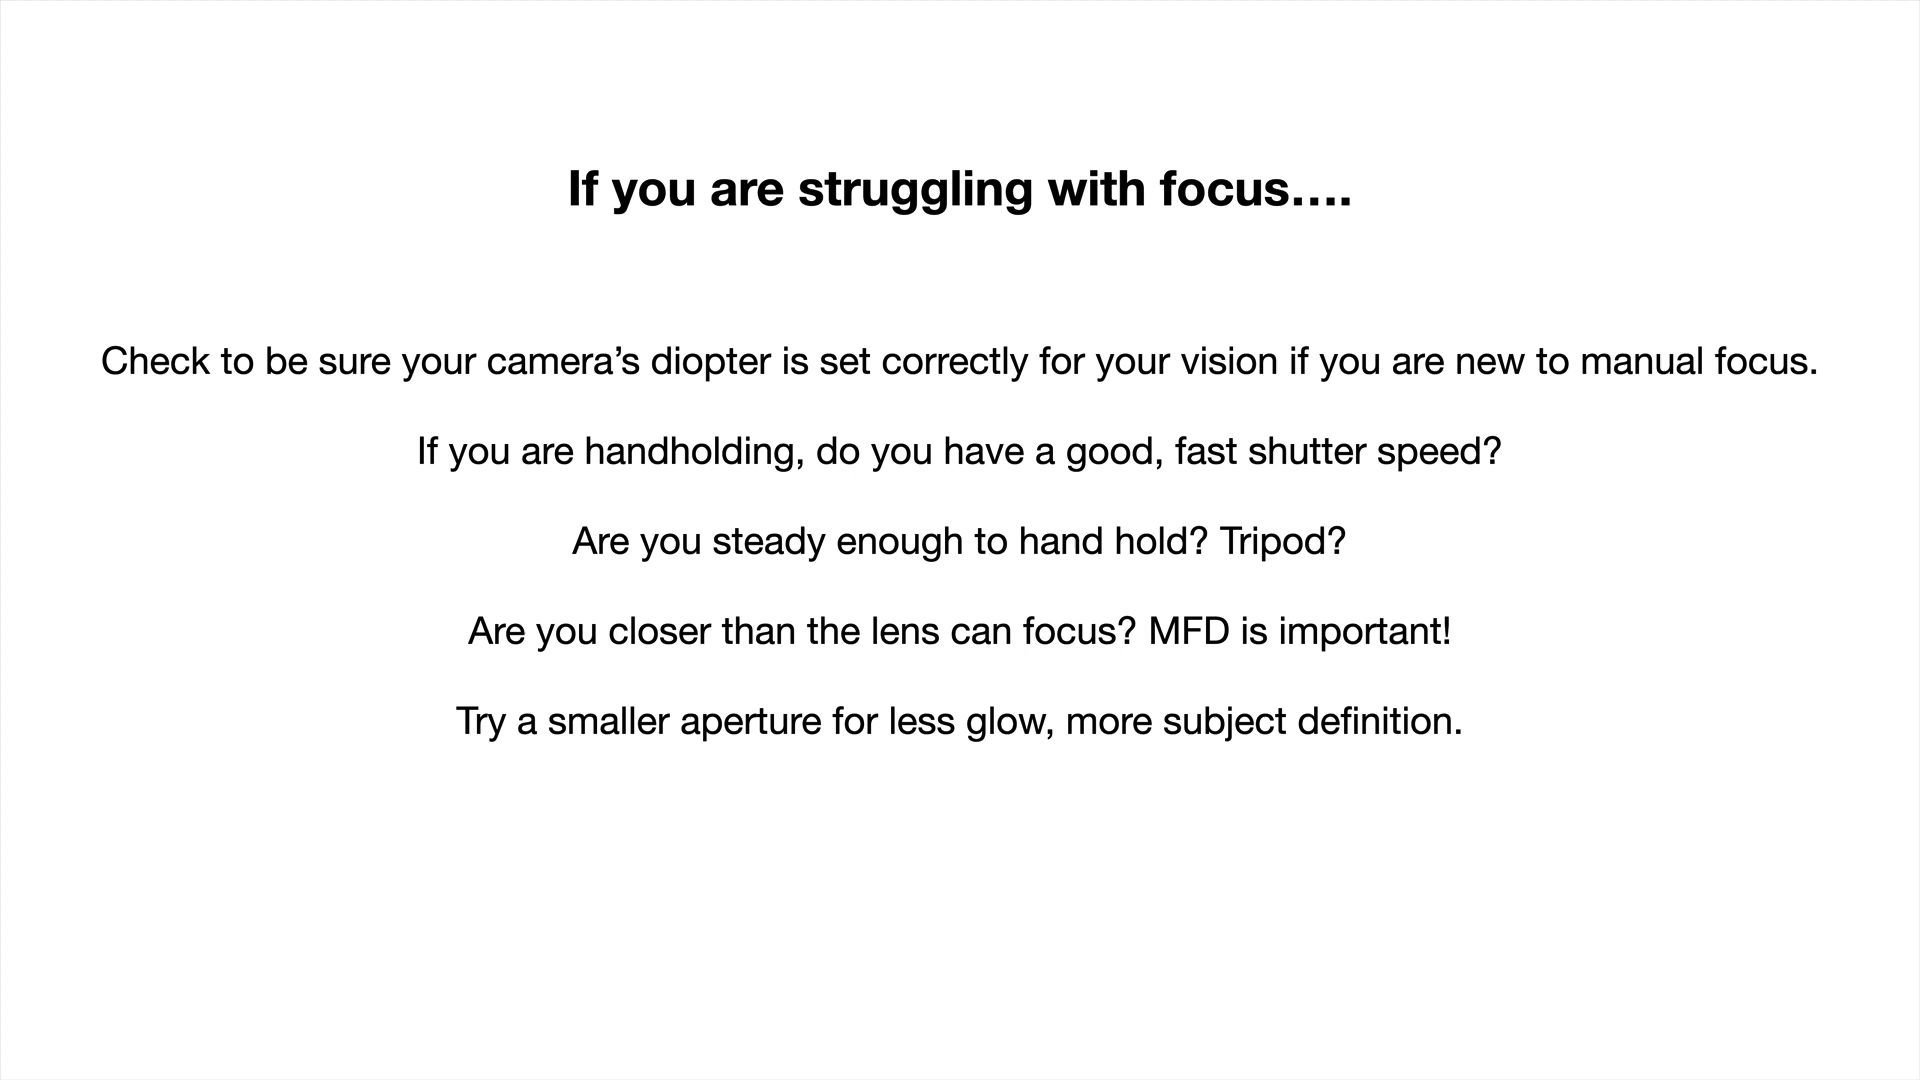 If you are struggling with focus….
Check to be sure your camera’s diopter is set correctly for your vision if you are new to manual focus.
If you are handholding, do you have a good, fast shutter speed?
Are you steady enough to hand hold? Tripod?
Are you closer than the lens can focus? MFD is important!
Try a smaller aperture for less glow, more subject definition.